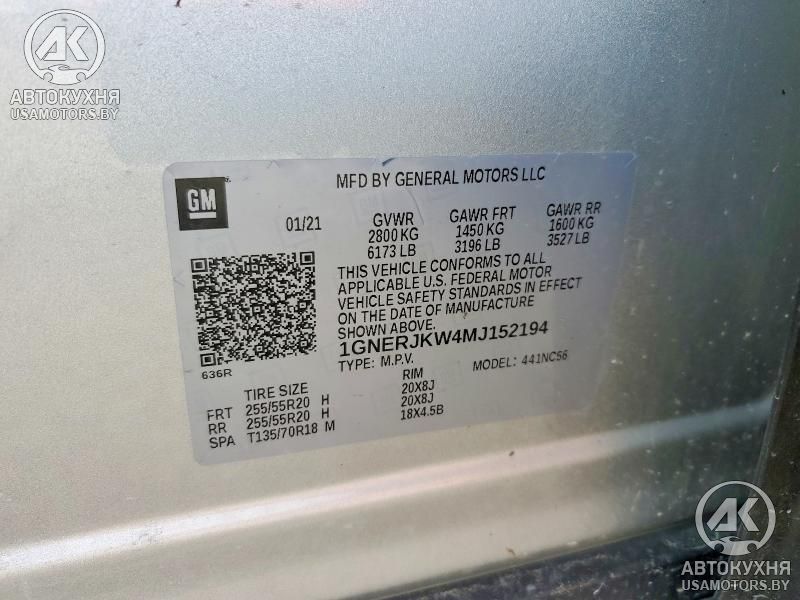 AK
АВТОКУХНЯ
USAMOTORS.BY
GM
MFD BY GENERAL MOTORS LLC
01/21
GVWR GAWR FRT GAWR RR
2800 KG 1450 KG 1600 KG
6173 LB 3196 LB 3527 LB
THIS VEHICLE CONFORMS TO ALL
APPLICABLE U.S. FEDERAL MOTOR
VEHICLE SAFETY STANDARDS IN EFFECT
ON THE DATE OF MANUFACTURE
SHOWN ABOVE.
1GNERJKW4MJ152194
TYPE: M.P.V. MODEL: 441NC56
636R
TIRE SIZE RIM
FRT 255/55R20 H 20X8J
RR 255/55R20 H 20X8J
SPA T135/70R18 M 18X4.5B
AK
АВТОКУХНЯ
USAMOTORS.BY